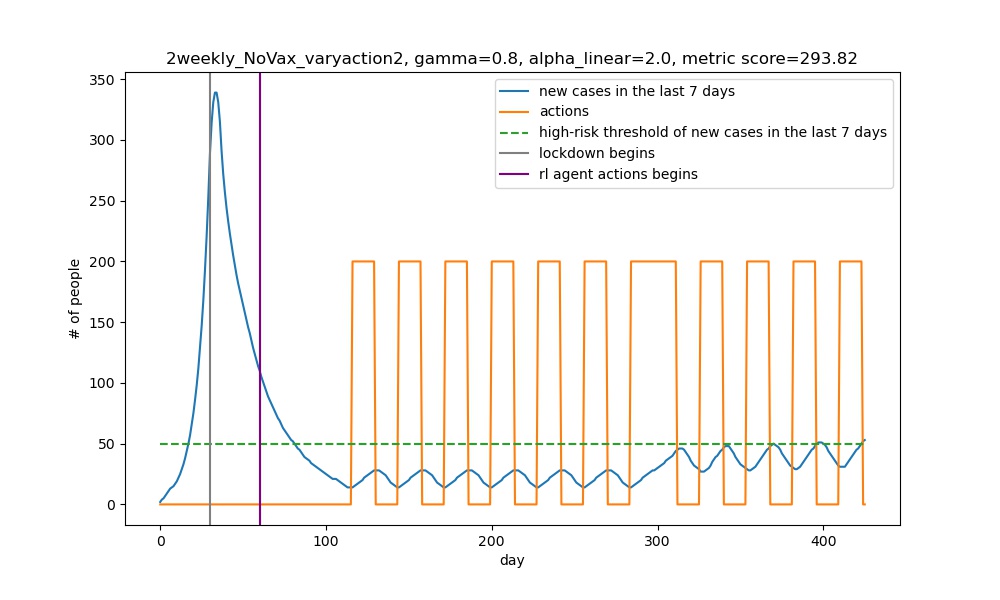 2weekly_NoVax_varyaction2, gamma=0.8, alpha_linear=2.0, metric score=293.82
new cases in the last 7 days
actions
high-risk threshold of new cases in the last 7 days
lockdown begins
rl agent actions begins
# of people
350
300
250
200
150
100
50
0
0 100 200 300 400
day